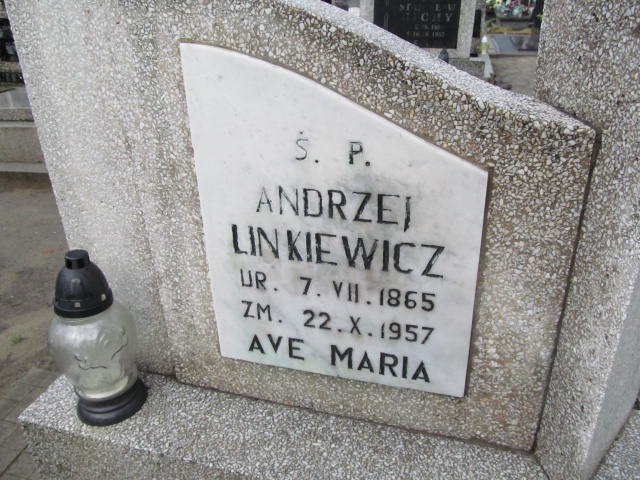 Ś. P.
ANDRZEJ
LINKIEWICZ
UR. 7. VII. 1865
ZM. 22. X. 1957
AVE MARIA